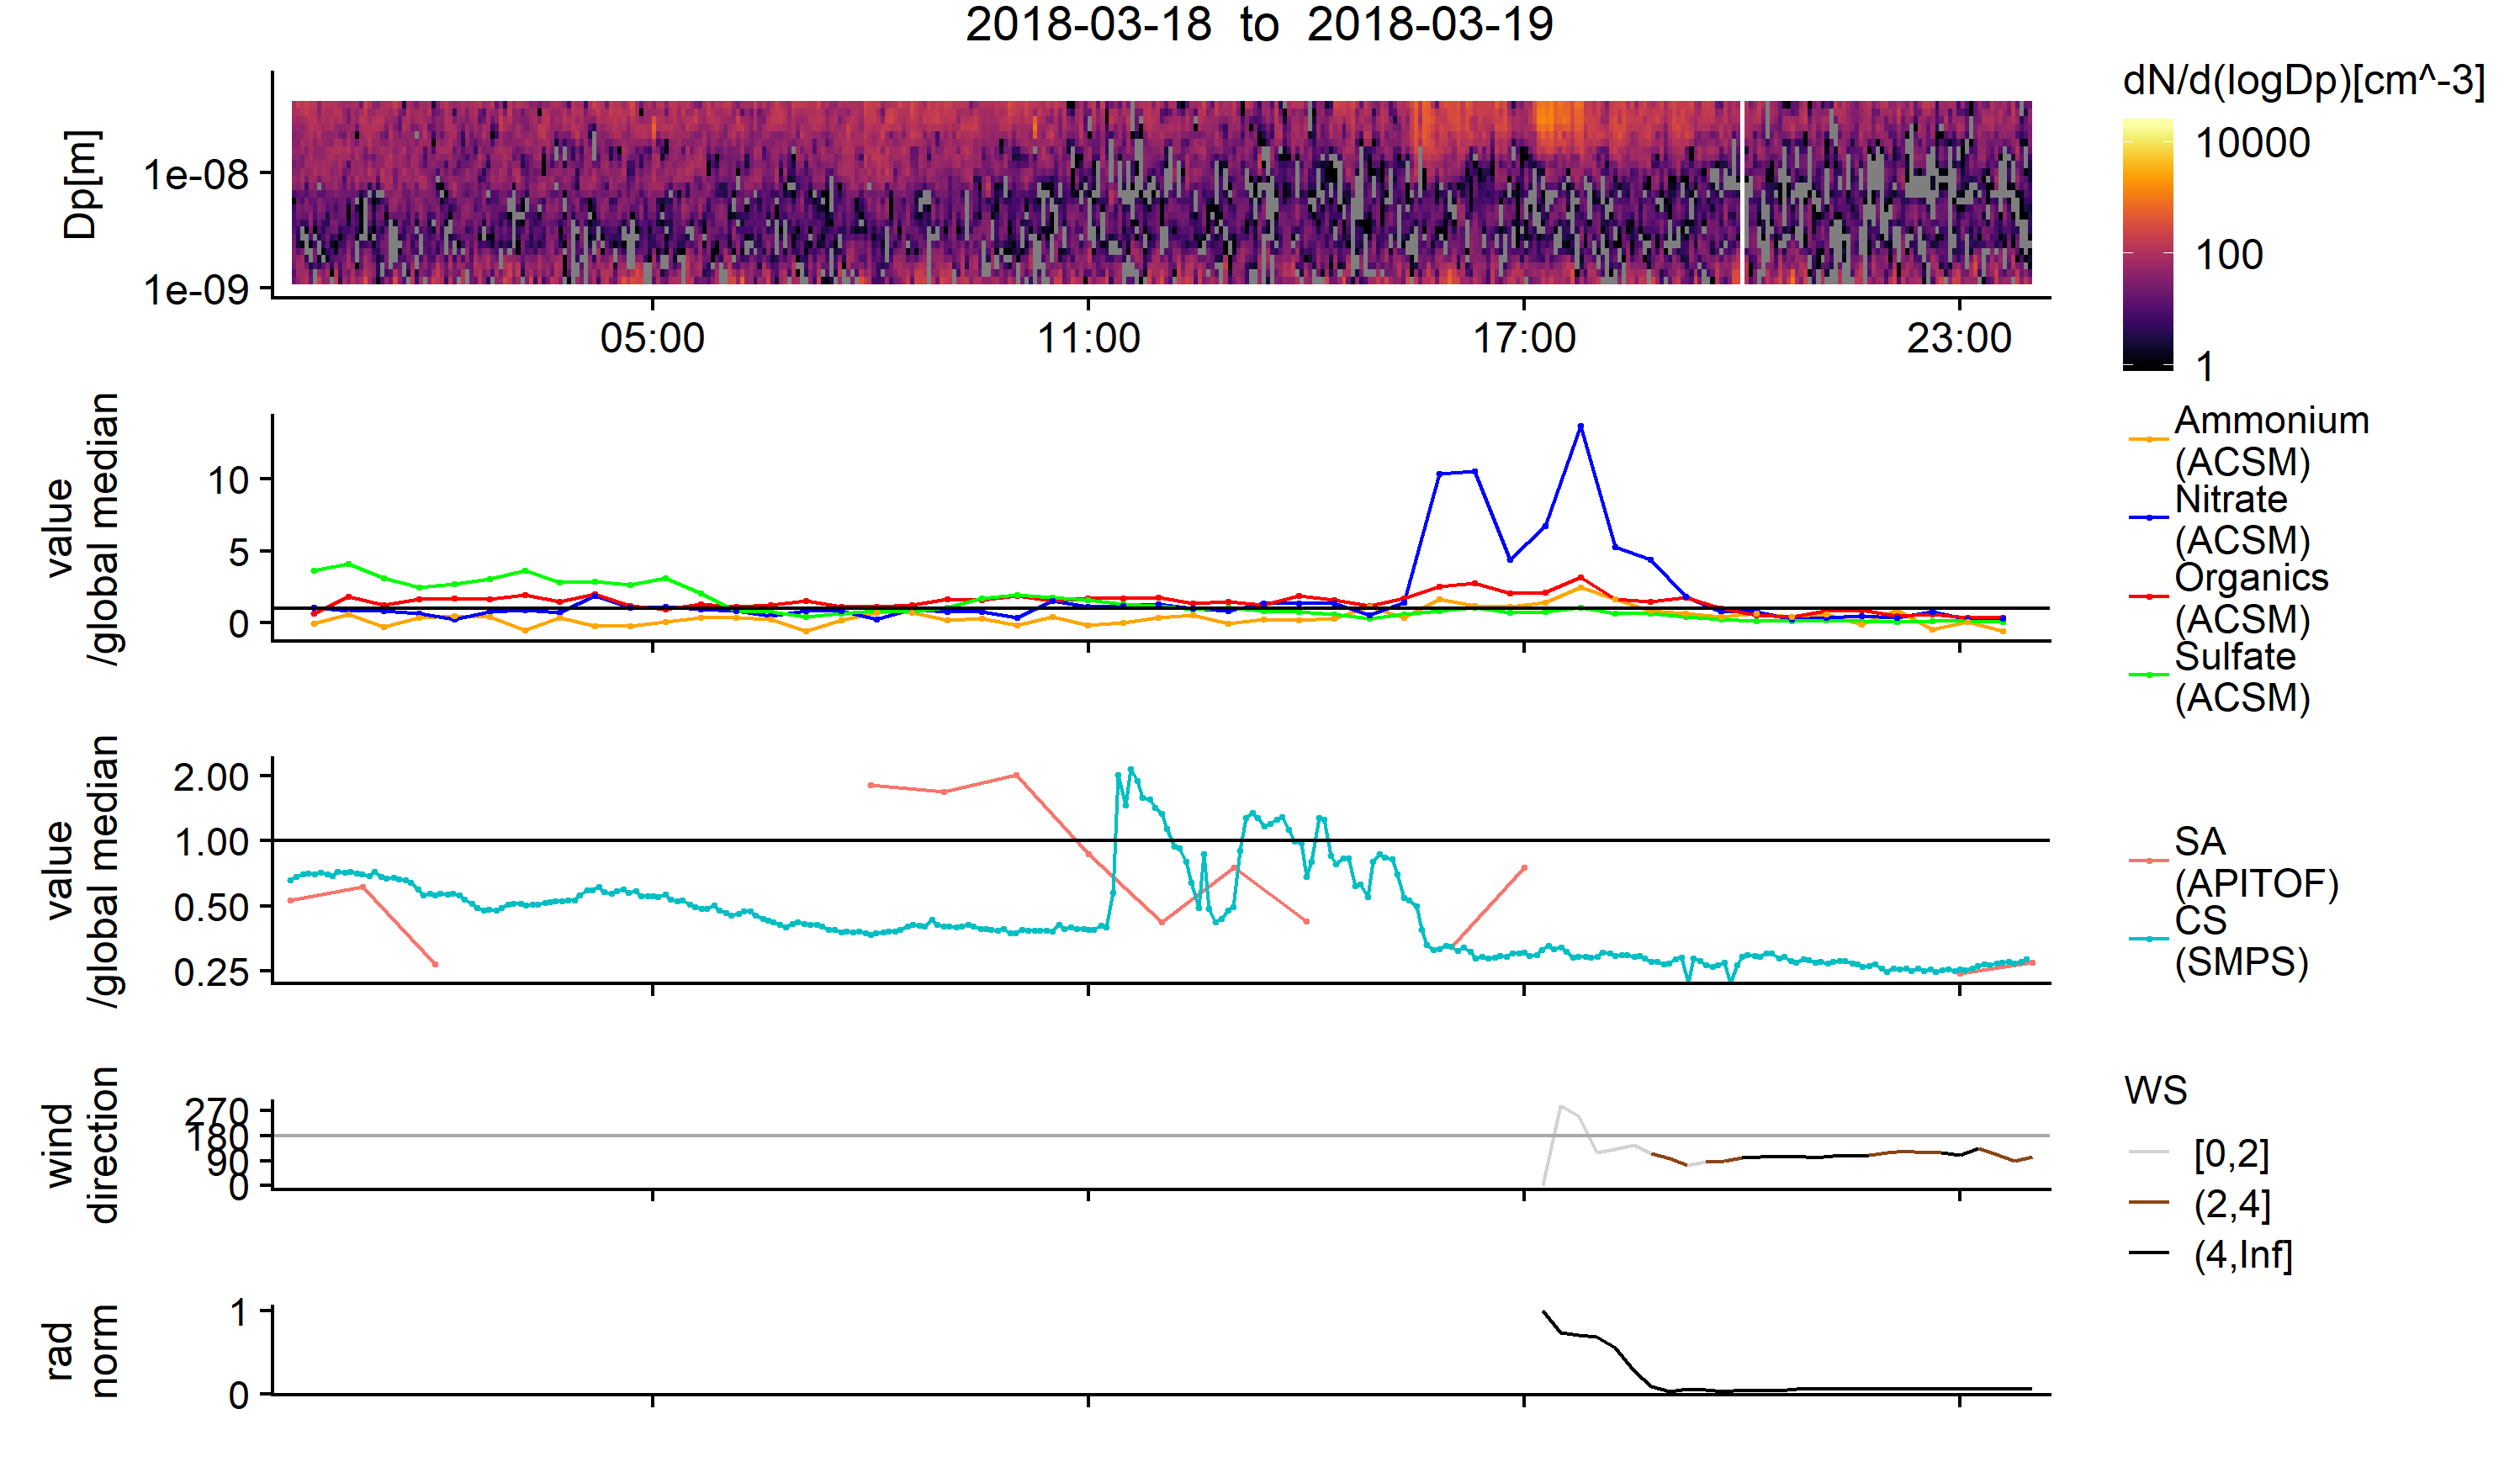 2018-03-18 to 2018-03-19
Dp[m]
1e-08
1e-09
05:00
11:00
17:00
23:00
dN/d(logDp)[cm^-3]
10000
100
1
value
/global median
10
5
0
Ammonium
(ACSM)
Nitrate
(ACSM)
Organics
(ACSM)
Sulfate
(ACSM)
value
/global median
2.00
1.00
0.50
0.25
SA
(APITOF)
CS
(SMPS)
wind
direction
270
180
90
0
WS
[0,2]
(2,4]
(4,Inf]
rad
norm
1
0